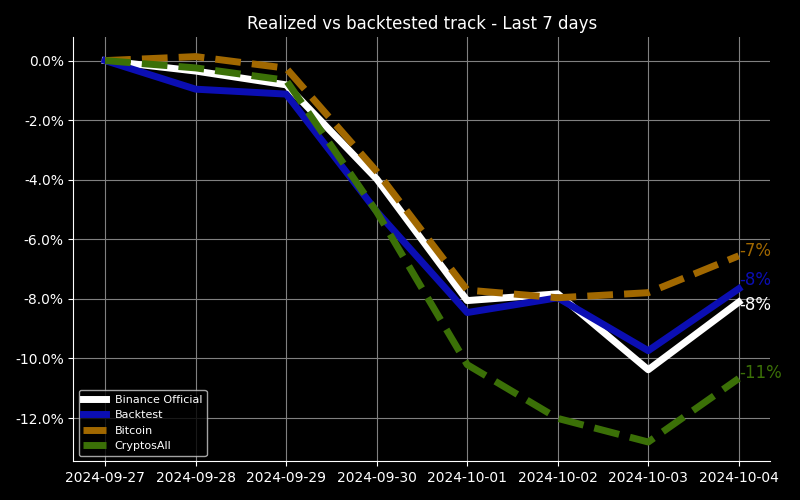 Realized vs backtested track - Last 7 days
0.0%
-2.0%
-4.0%
-6.0%
-8.0%
-10.0%
-12.0%
-7%
-8%
-8%
-11%
Binance Official
Backtest
Bitcoin
CryptosAll
2024-09-27 2024-09-28 2024-09-29 2024-09-30 2024-10-01 2024-10-02 2024-10-03 2024-10-04